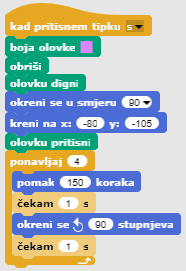 kad pritisnem tipku s
boja olovke
obriši
olovku digni
okreni se u smjeru 90
kreni na x: -80 y: -105
olovku pritisni
ponavljaj 4
pomak 150 koraka
čekam 1 s
okreni se 90 stupnjeva
čekam 1 s